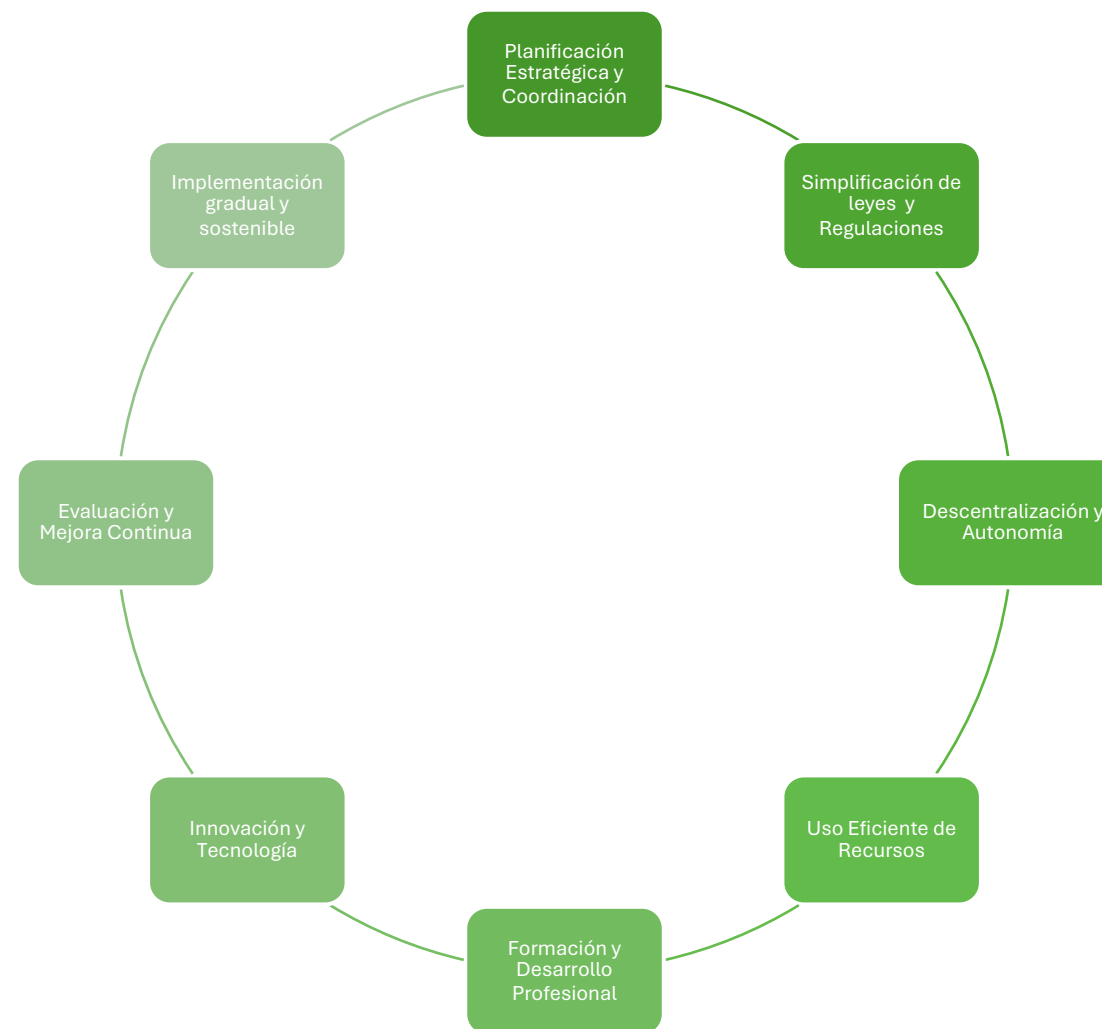 Planificación
Estratégica y
Coordinación
Simplificación de
leyes y
Regulaciones
Descentralización y
Autonomía
Uso Eficiente de
Recursos
Formación y
Desarrollo
Profesional
Innovación y
Tecnología
Evaluación y
Mejora Continua
Implementación
gradual y
sostenible